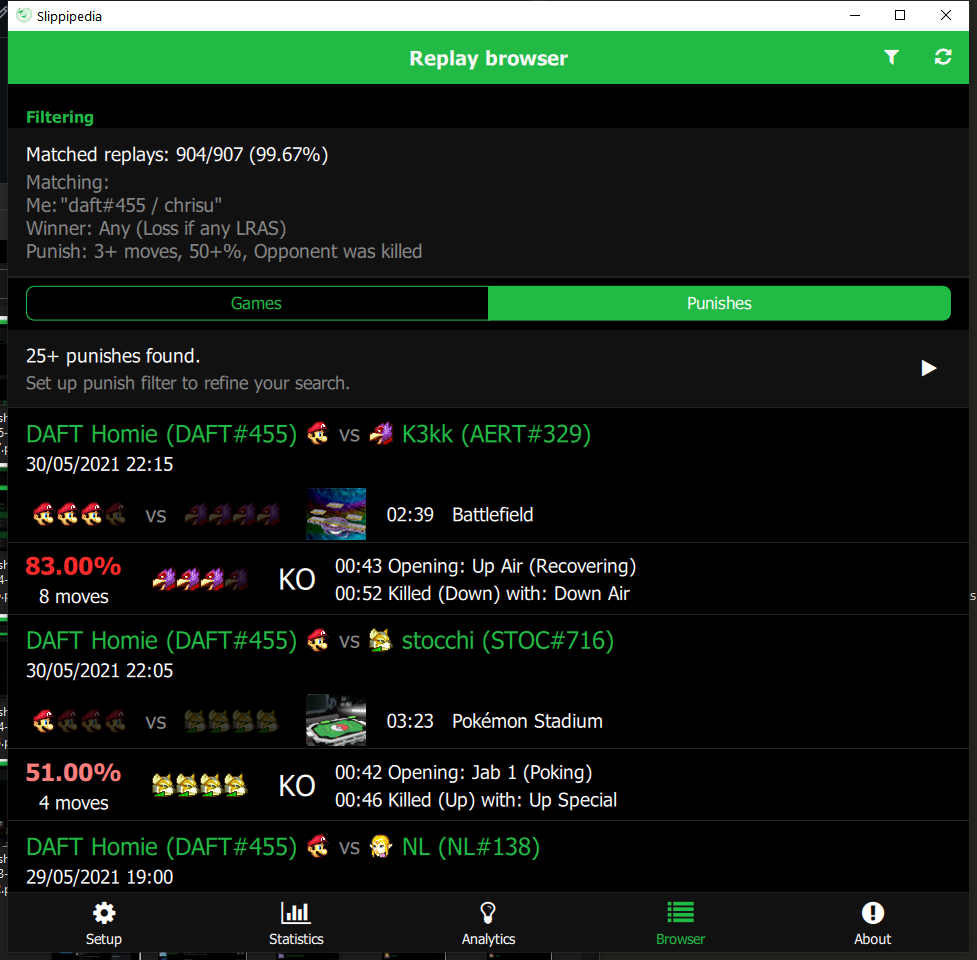 Slippipedia
Replay browser
Filtering
Matched replays: 904/907 (99.67%)
Matching:
Me: "daft#455 / chrisu"
Winner: Any (Loss if any LRAS)
Punish: 3+ moves, 50+%, Opponent was killed
Games Punishes
25+ punishes found.
Set up punish filter to refine your search.
DAFT Homie (DAFT#455) vs K3kk (AERT#329)
30/05/2021 22:15
vs 02:39 Battlefield
83.00% 00:43 Opening: Up Air (Recovering)
8 moves KO 00:52 Killed (Down) with: Down Air
DAFT Homie (DAFT#455) vs stocchi (STOC#716)
30/05/2021 22:05
vs 03:23 Pokémon Stadium
51.00% 00:42 Opening: Jab 1 (Poking)
4 moves KO 00:46 Killed (Up) with: Up Special
DAFT Homie (DAFT#455) vs NL (NL#138)
29/05/2021 19:00
Setup Statistics Analytics Browser About